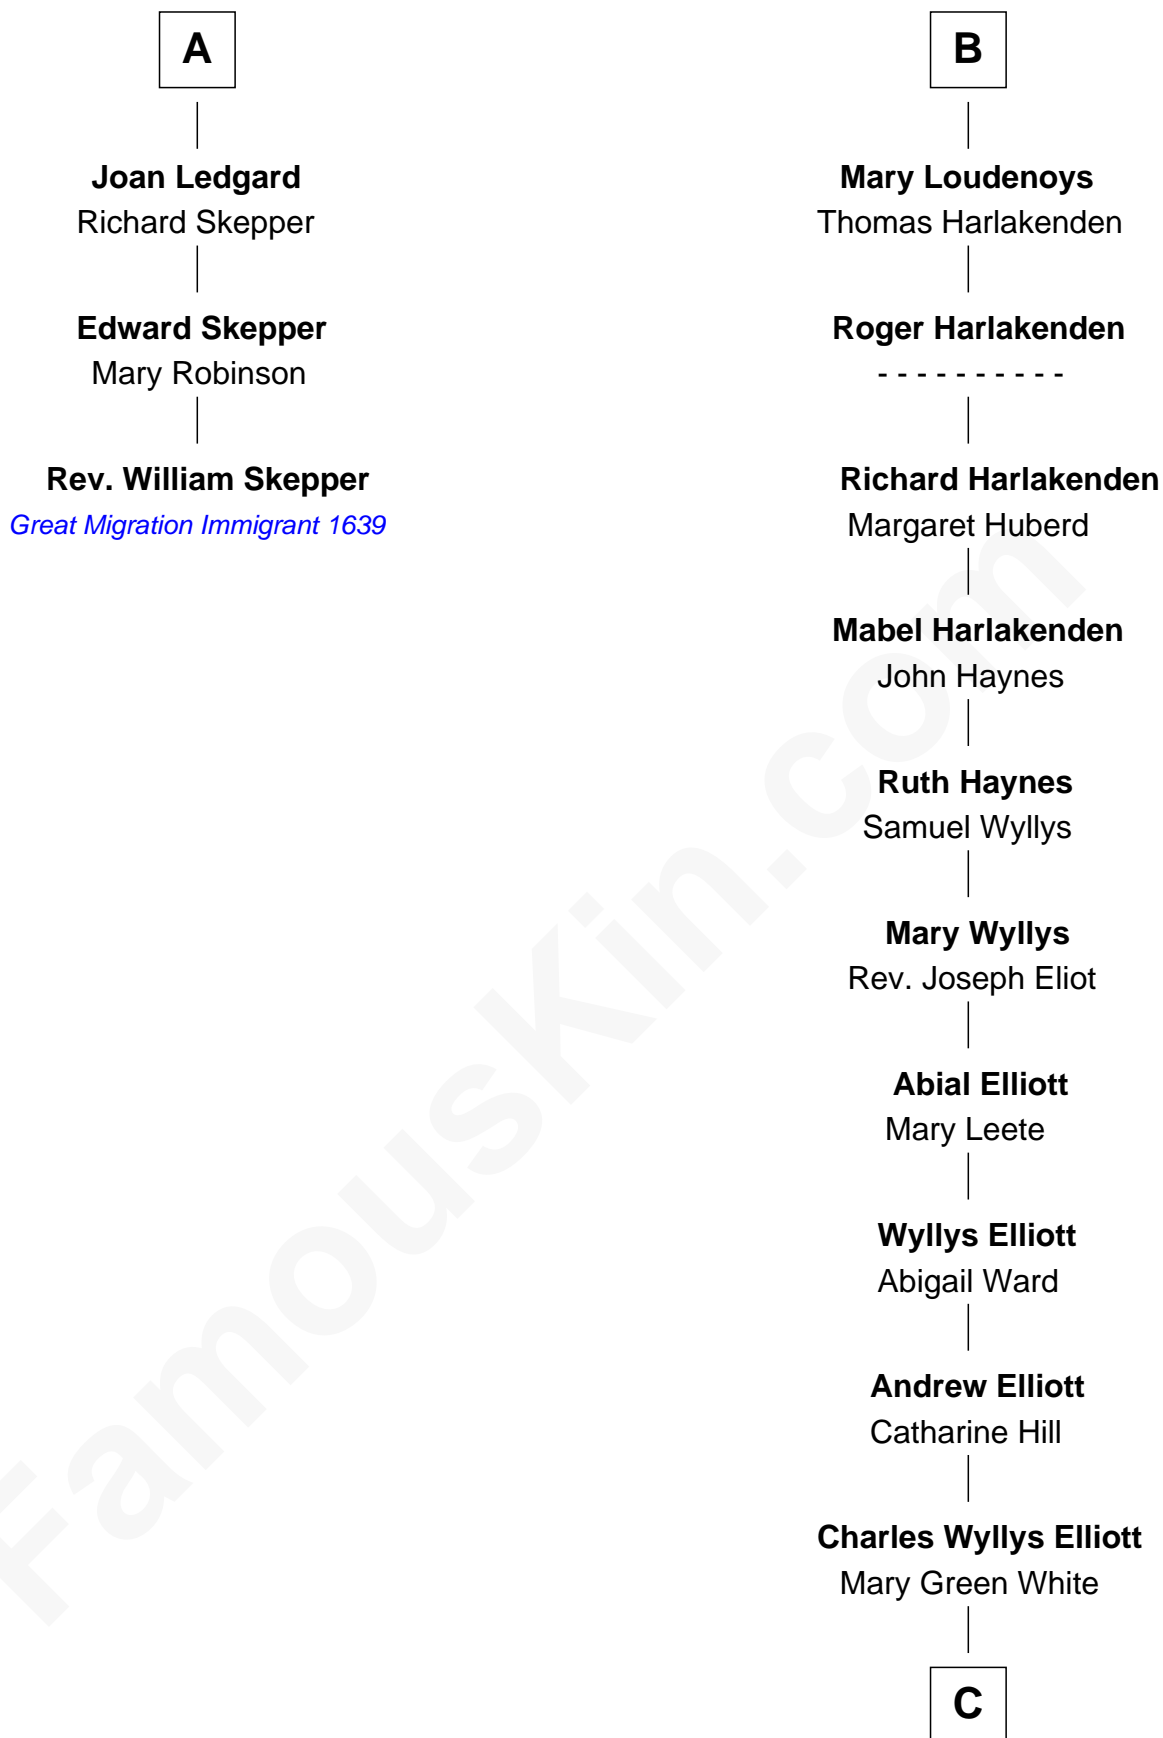 A
Joan Ledgard
Richard Skepper
Edward Skepper
Mary Robinson
Rev. William Skepper
Great Migration Immigrant 1639
B
Mary Loudenoys
Thomas Harlakenden
Roger Harlakenden
- - - - - - - - - -
Richard Harlakenden
Margaret Huberd
Mabel Harlakenden
John Haynes
Ruth Haynes
Samuel Wyllys
Mary Wyllys
Rev. Joseph Eliot
Abial Elliott
Mary Leete
Wyllys Elliott
Abigail Ward
Andrew Elliott
Catharine Hill
Charles Wyllys Elliott
Mary Green White
C
FamousKin.com